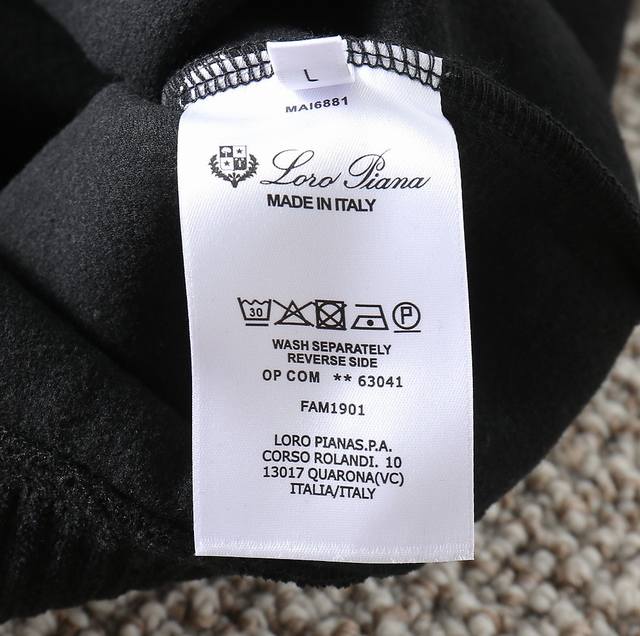 L
MAI6881
Loro Piana
MADE IN ITALY
30 P
WASH SEPARATELY
REVERSE SIDE
OP COM ** 63041
FAM1901
LORO PIANAS.P.A.
CORSO ROLANDI. 10
13017 QUARONA(VC)
ITALIA/ITALY